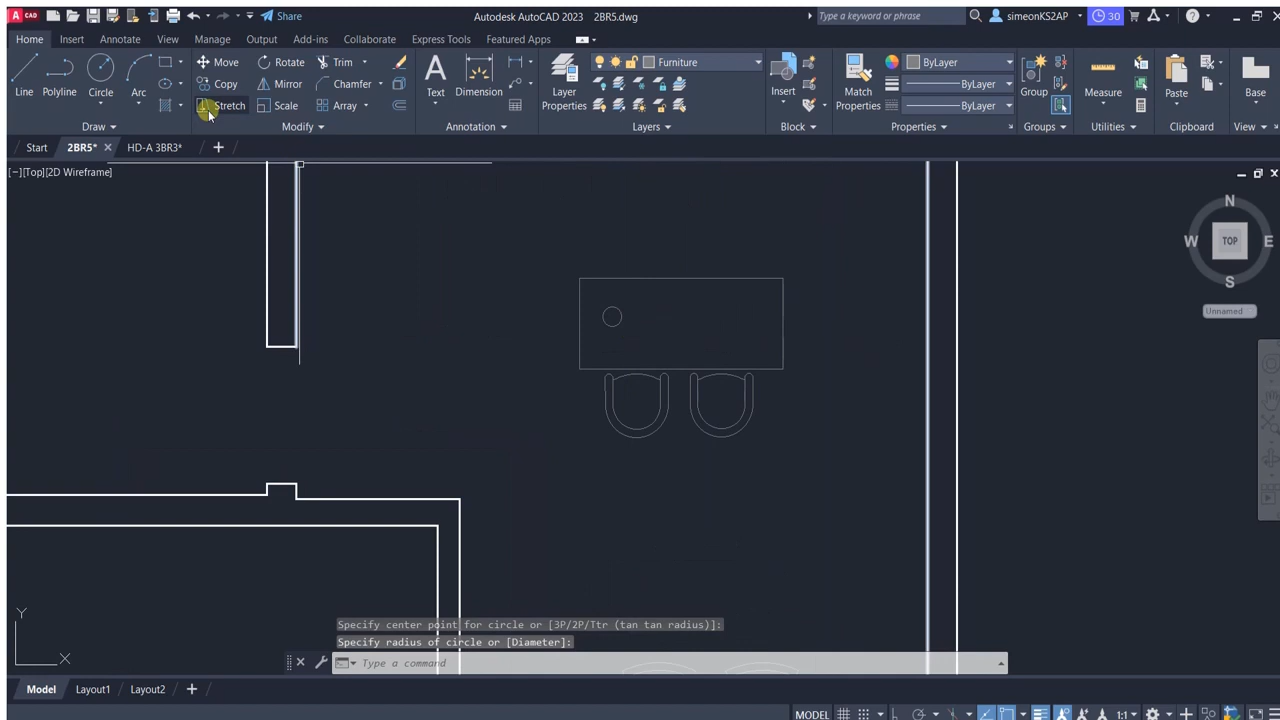 A CAD
Share
Autodesk AutoCAD 2023 2BR5.dwg
Type a keyword or phrase
simeonKS2AP
30
Home Insert Annotate View Manage Output Add-ins Collaborate Express Tools Featured Apps
Line Polyline Circle Arc
Move Rotate Trim
Copy Mirror Chamfer
Stretch Scale Array
Text Dimension
Layer Properties
Furniture
Insert
Match Properties
ByLayer
ByLayer
ByLayer
Group
Measure
Paste
Base
Draw Modify Annotation Layers Block Properties Groups Utilities Clipboard View
Start 2BR5* HD-A 3BR3*
[−][Top][2D Wireframe]
N
W TOP E
S
Unnamed
Y
X
Specify center point for circle or [3P/2P/Ttr (tan tan radius)]:
Specify radius of circle or [Diameter]:
Type a command
Model Layout1 Layout2
MODEL 1:1